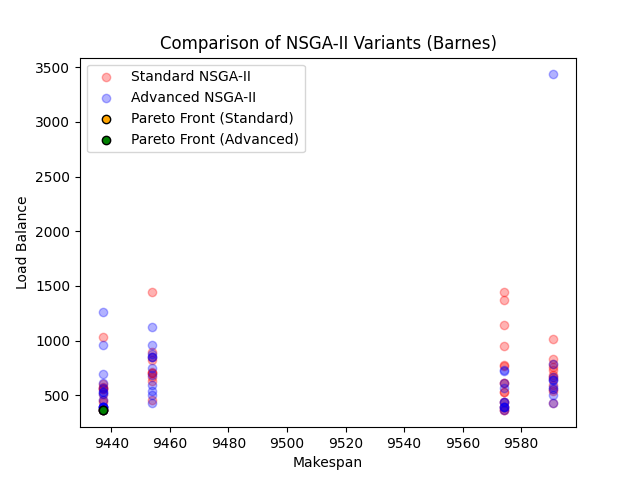 Comparison of NSGA-II Variants (Barnes)
Standard NSGA-II
Advanced NSGA-II
Pareto Front (Standard)
Pareto Front (Advanced)
Load Balance
3500
3000
2500
2000
1500
1000
500
9440 9460 9480 9500 9520 9540 9560 9580
Makespan